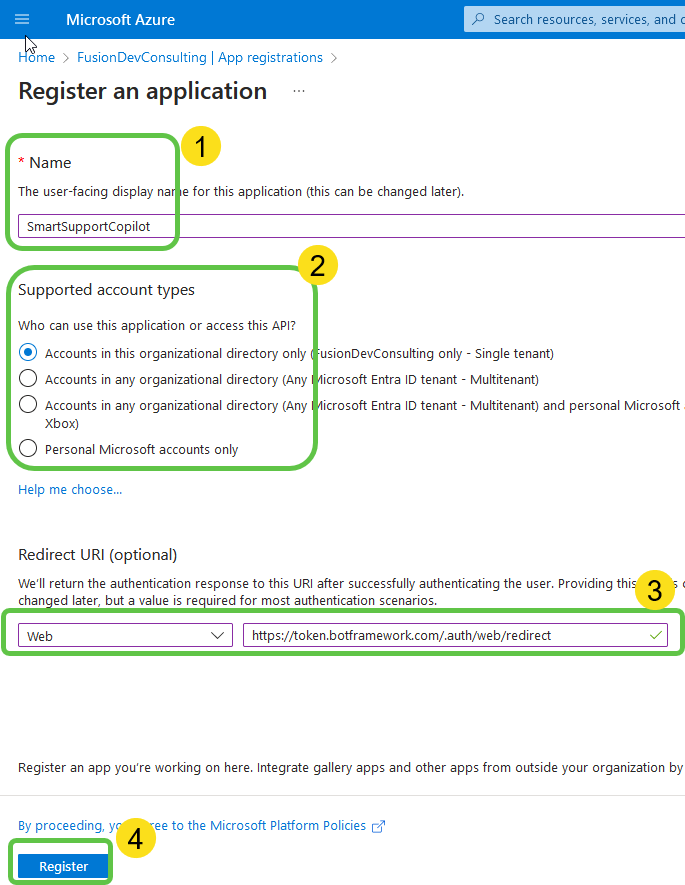 Microsoft Azure
Search resources, services, and
Home > FusionDevConsulting | App registrations >
Register an application ...
1
* Name
The user-facing display name for this application (this can be changed later).
SmartSupportCopilot
2
Supported account types
Who can use this application or access this API?
Accounts in this organizational directory only (FusionDevConsulting only - Single tenant)
Accounts in any organizational directory (Any Microsoft Entra ID tenant - Multitenant)
Accounts in any organizational directory (Any Microsoft Entra ID tenant - Multitenant) and personal Microsoft
Xbox)
Personal Microsoft accounts only
Help me choose...
Redirect URI (optional)
We'll return the authentication response to this URI after successfully authenticating the user. Providing this
3
changed later, but a value is required for most authentication scenarios.
Web
https://token.botframework.com/.auth/web/redirect
Register an app you're working on here. Integrate gallery apps and other apps from outside your organization by
By proceeding, you agree to the Microsoft Platform Policies
4
Register